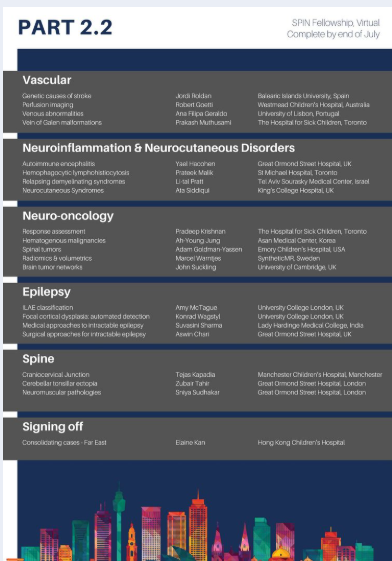 PART 2.2
SPIN Fellowship, Virtual
Complete by end of July
Vascular
Genetic causes of stroke Jordi Roldan Balearic Islands University, Spain
Perfusion imaging Robert Goetti Westmead Children's Hospital, Australia
Venous abnormalities Ana Filipa Geraldo University of Lisbon, Portugal
Vein of Galen malformations Prakash Muthusami The Hospital for Sick Children, Toronto
Neuroinflammation & Neurocutaneous Disorders
Autoimmune encephalitis Yael Hacohen Great Ormond Street Hospital, UK
Hemophagocytic lymphohistiocytosis Prateek Malik St Michael Hospital, Toronto
Relapsing demyelinating syndromes Li-tal Pratt Tel Aviv Sourasky Medical Center, Israel
Neurocutaneous Syndromes Ata Siddiqui King's College Hospital, UK
Neuro-oncology
Response assessment Pradeep Krishnan The Hospital for Sick Children, Toronto
Hematogenous malignancies Ah-Young Jung Asan Medical Center, Korea
Spinal tumors Adam Goldman-Yassen Emory Children's Hospital, USA
Radiomics & volumetrics Marcel Warntjes SyntheticMR, Sweden
Brain tumor networks John Suckling University of Cambridge, UK
Epilepsy
ILAE classification Amy McTague University College London, UK
Focal cortical dysplasia: automated detection Konrad Wagstyl University College London, UK
Medical approaches to intractable epilepsy Suvasini Sharma Lady Hardinge Medical College, India
Surgical approaches for intractable epilepsy Aswin Chari Great Ormond Street Hospital, UK
Spine
Craniocervical Junction Tejas Kapadia Manchester Children's Hospital, Manchester
Cerebellar tonsillar ectopia Zubair Tahir Great Ormond Street Hospital, London
Neuromuscular pathologies Sniya Sudhakar Great Ormond Street Hospital, London
Signing off
Consolidating cases - Far East Elaine Kan Hong Kong Children's Hospital